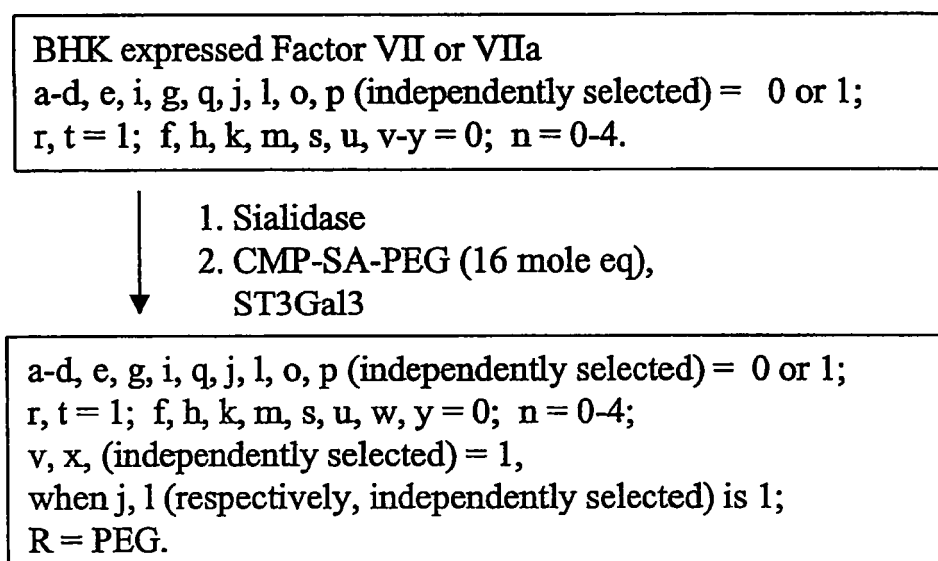 BHK expressed Factor VII or VIIa
a-d, e, i, g, q, j, l, o, p (independently selected) = 0 or 1;
r, t = 1; f, h, k, m, s, u, v-y = 0; n = 0-4.
1. Sialidase
2. CMP-SA-PEG (16 mole eq),
ST3Gal3
a-d, e, g, i, q, j, l, o, p (independently selected) = 0 or 1;
r, t = 1; f, h, k, m, s, u, w, y = 0; n = 0-4;
v, x, (independently selected) = 1,
when j, l (respectively, independently selected) is 1;
R = PEG.